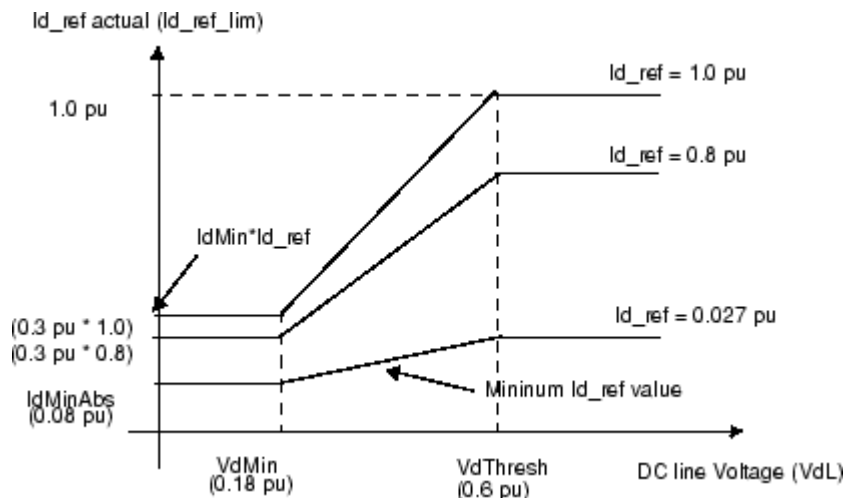 Id_ref actual (Id_ref_lim)
Id_ref = 1.0 pu
1.0 pu
Id_ref = 0.8 pu
IdMin*Id_ref
(0.3 pu * 1.0)
(0.3 pu * 0.8)
Id_ref = 0.027 pu
IdMinAbs
(0.08 pu)
Mininum Id_ref value
VdMin
(0.18 pu)
VdThresh
(0.6 pu)
DC line Voltage (VdL)